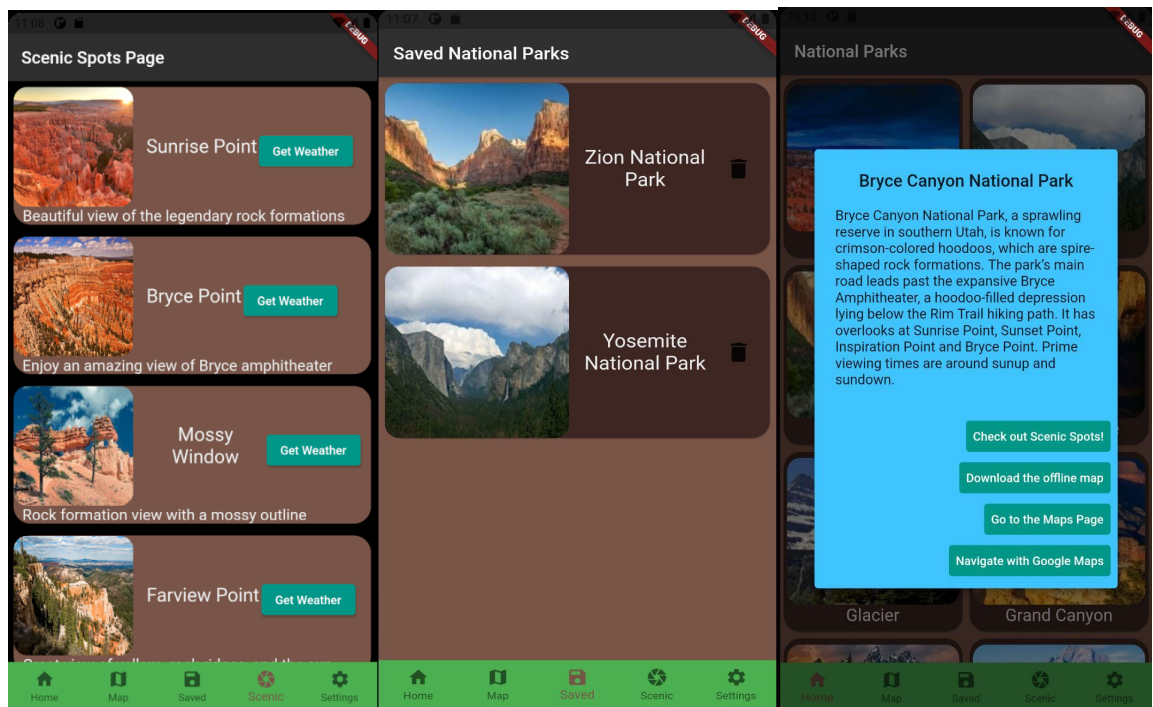 11:08
DEBUG
Scenic Spots Page
Sunrise Point
Get Weather
Beautiful view of the legendary rock formations
Bryce Point
Get Weather
Enjoy an amazing view of Bryce amphitheater
Mossy
Window
Get Weather
Rock formation view with a mossy outline
Farview Point
Get Weather
Home
Map
Saved
Scenic
Settings
11:07
DEBUG
Saved National Parks
Zion National
Park
Yosemite
National Park
Home
Map
Saved
Scenic
Settings
11:10
DEBUG
National Parks
Bryce Canyon National Park
Bryce Canyon National Park, a sprawling
reserve in southern Utah, is known for
crimson-colored hoodoos, which are spire-
shaped rock formations. The park's main
road leads past the expansive Bryce
Amphitheater, a hoodoo-filled depression
lying below the Rim Trail hiking path. It has
overlooks at Sunrise Point, Sunset Point,
Inspiration Point and Bryce Point. Prime
viewing times are around sunup and
sundown.
Check out Scenic Spots!
Download the offline map
Go to the Maps Page
Navigate with Google Maps
Glacier
Grand Canyon
Home
Map
Saved
Scenic
Settings